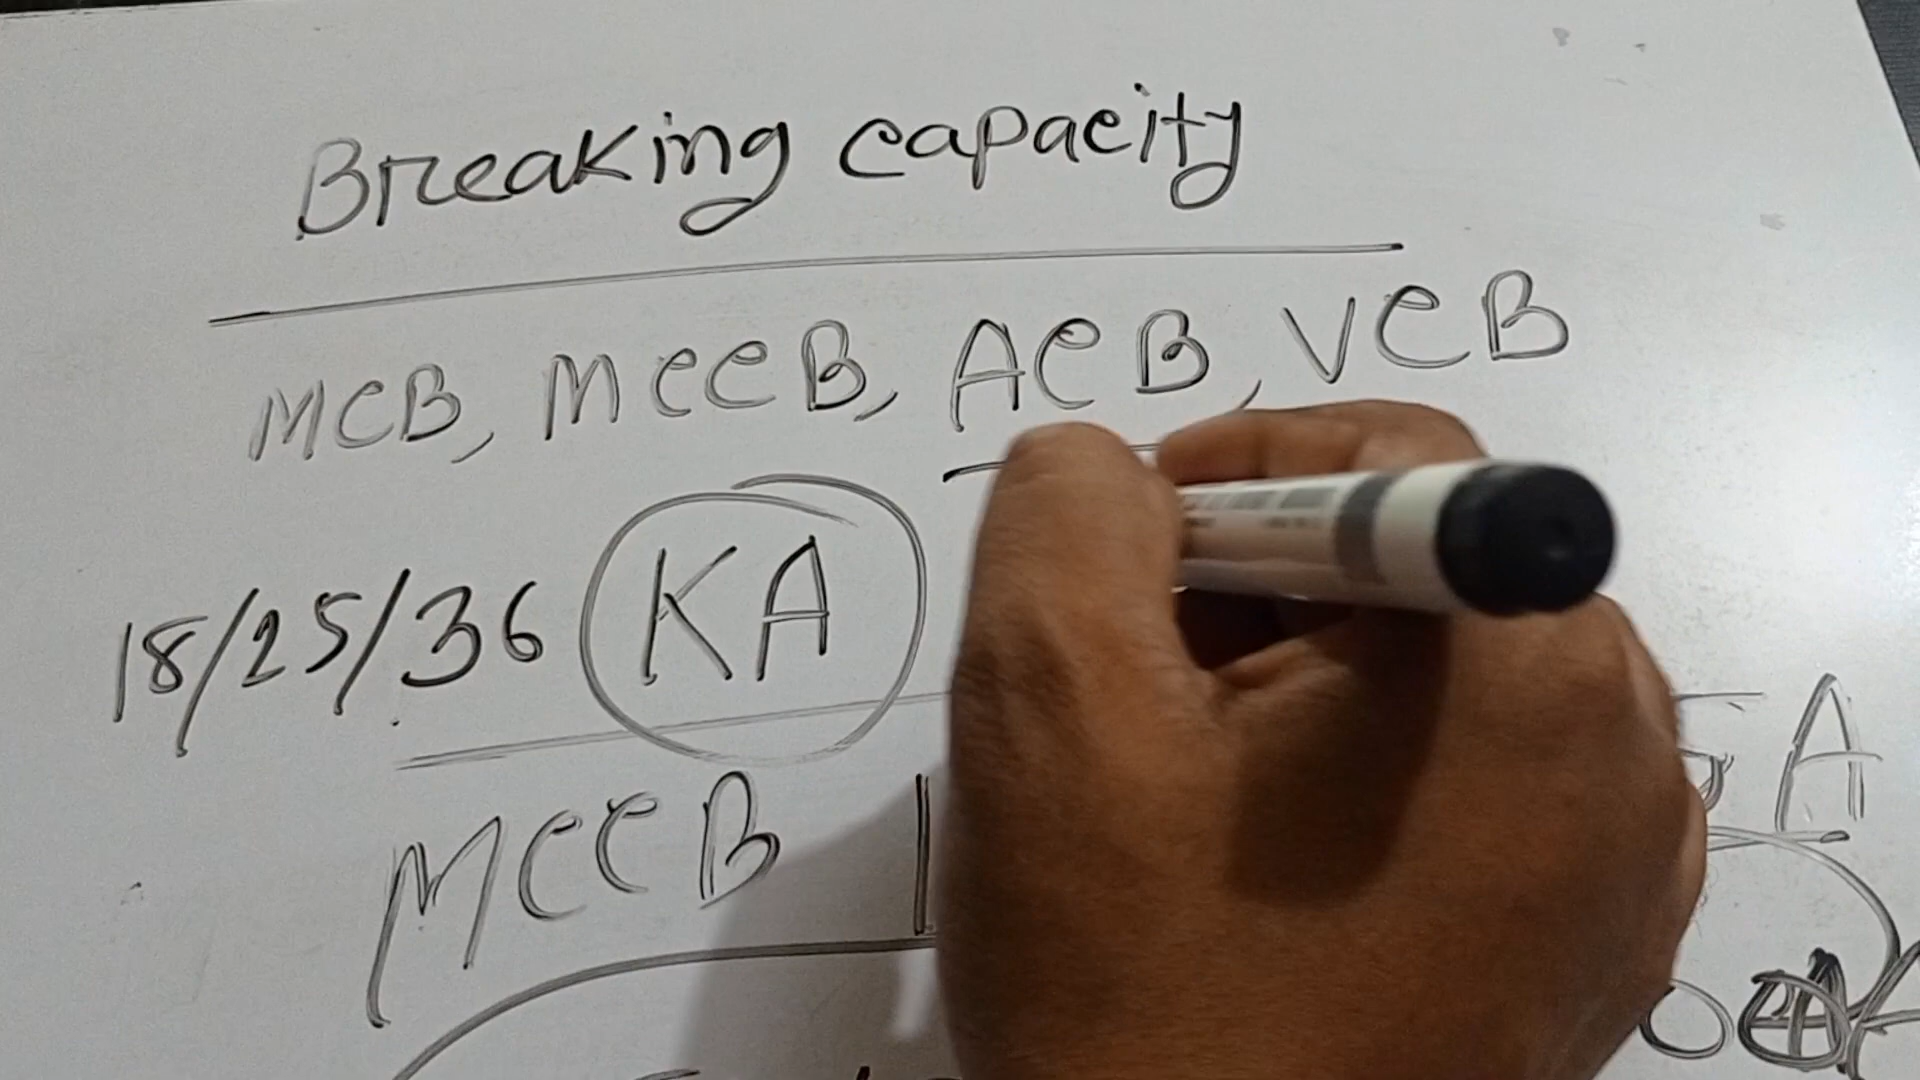 Breaking capacity
MCB, MCCB, ACB, VCB
18/25/36 KA
MCCB
A